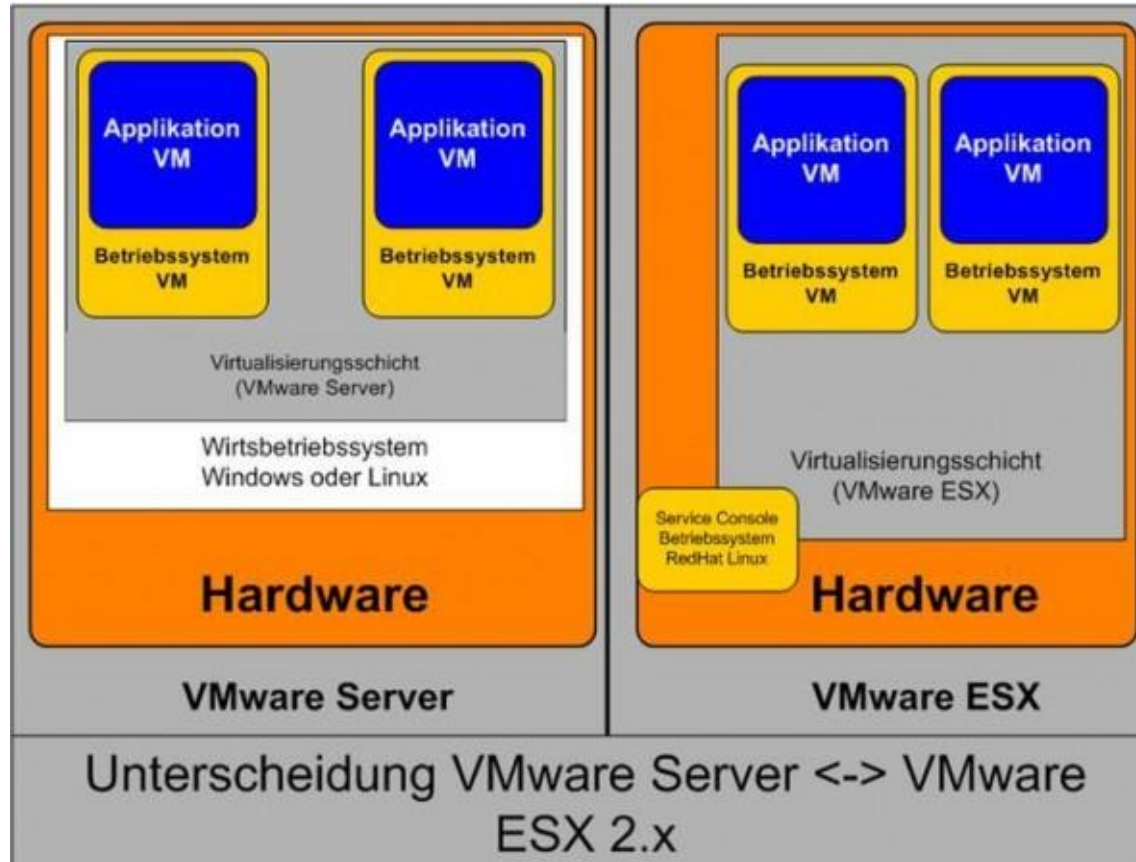 Applikation
VM
Betriebssystem
VM
Applikation
VM
Betriebssystem
VM
Virtualisierungsschicht
(VMware Server)
Wirtsbetriebssystem
Windows oder Linux
Hardware
VMware Server
Applikation
VM
Betriebssystem
VM
Applikation
VM
Betriebssystem
VM
Virtualisierungsschicht
(VMware ESX)
Service Console
Betriebssystem
RedHat Linux
Hardware
VMware ESX
Unterscheidung VMware Server <-> VMware
ESX 2.x